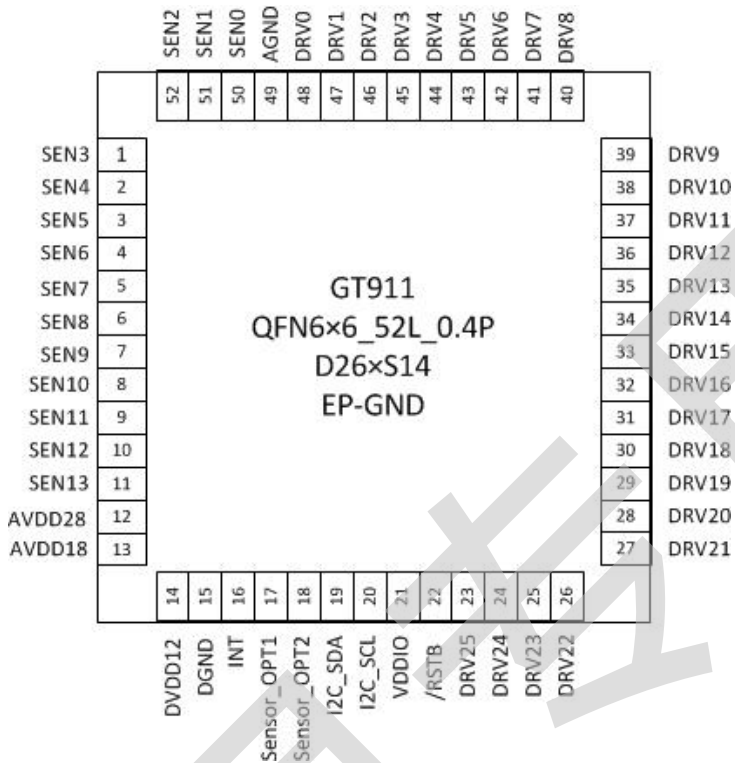 SEN2 SEN1 SEN0 AGND DRV0 DRV1 DRV2 DRV3 DRV4 DRV5 DRV6 DRV7 DRV8
52 51 50 49 48 47 46 45 44 43 42 41 40
SEN3 1 39 DRV9
SEN4 2 38 DRV10
SEN5 3 37 DRV11
SEN6 4 36 DRV12
SEN7 5 35 DRV13
SEN8 6 34 DRV14
SEN9 7 33 DRV15
SEN10 8 32 DRV16
SEN11 9 31 DRV17
SEN12 10 30 DRV18
SEN13 11 29 DRV19
AVDD28 12 28 DRV20
AVDD18 13 27 DRV21
GT911
QFN6×6_52L_0.4P
D26×S14
EP-GND
14 15 16 17 18 19 20 21 22 23 24 25 26
DVDD12 DGND INT Sensor_OPT1 Sensor_OPT2 I2C_SDA I2C_SCL VDDIO /RSTB DRV25 DRV24 DRV23 DRV22